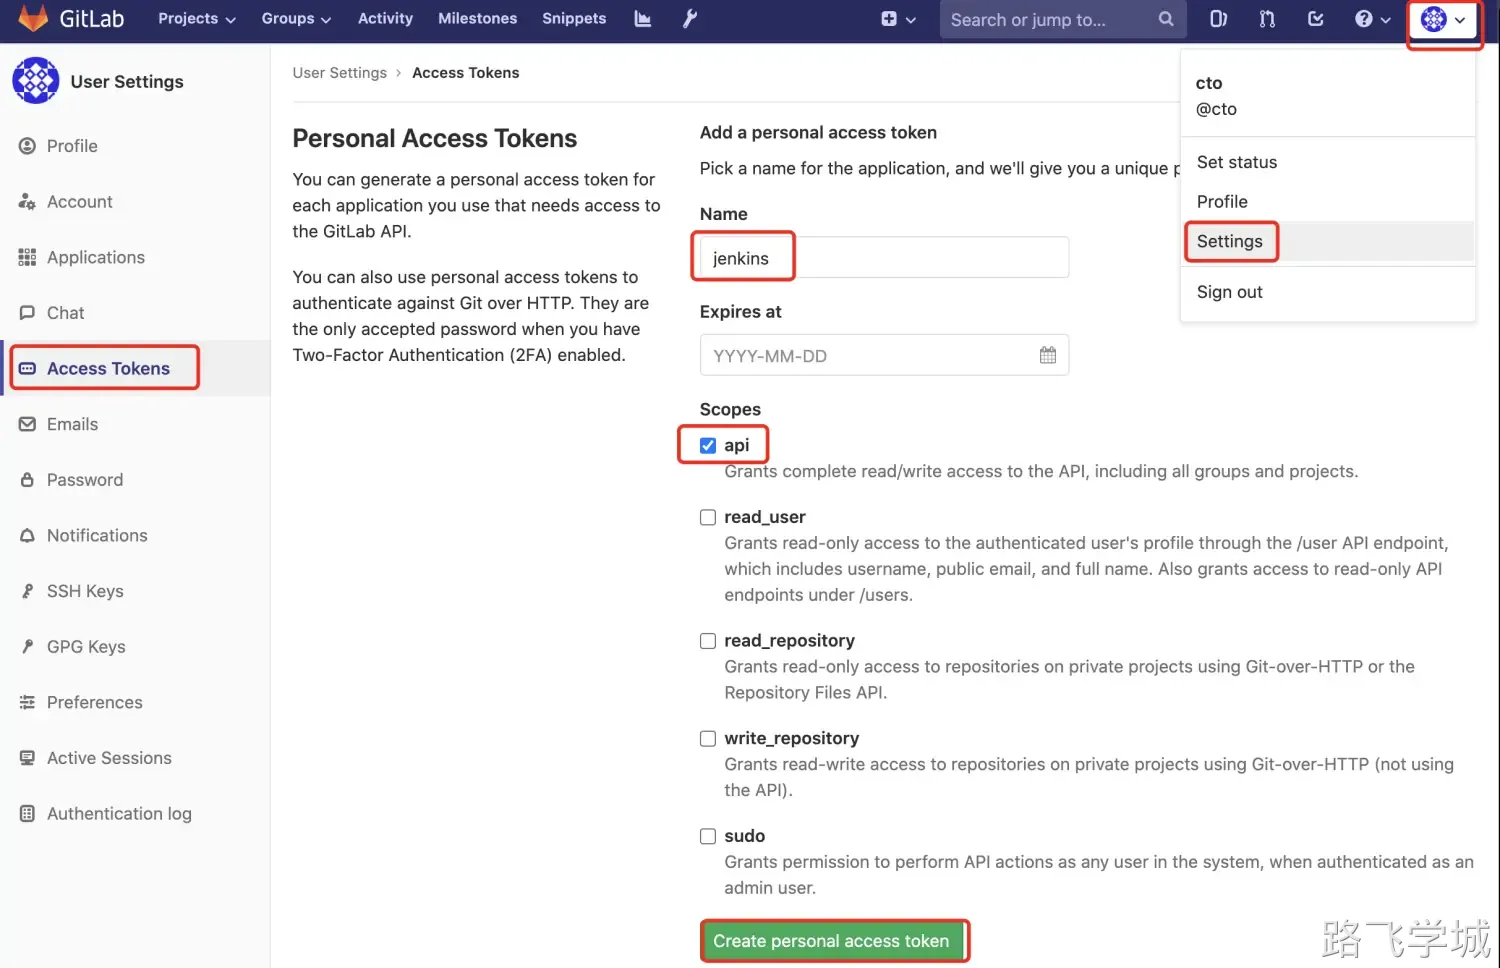 GitLab
Projects
Groups
Activity
Milestones
Snippets
Search or jump to...
User Settings
Profile
Account
Applications
Chat
Access Tokens
Emails
Password
Notifications
SSH Keys
GPG Keys
Preferences
Active Sessions
Authentication log
User Settings › Access Tokens
Personal Access Tokens
You can generate a personal access token for
each application you use that needs access to
the GitLab API.
You can also use personal access tokens to
authenticate against Git over HTTP. They are
the only accepted password when you have
Two-Factor Authentication (2FA) enabled.
Add a personal access token
Pick a name for the application, and we'll give you a unique
Name
jenkins
Expires at
YYYY-MM-DD
Scopes
api
Grants complete read/write access to the API, including all groups and projects.
read_user
Grants read-only access to the authenticated user's profile through the /user API endpoint,
which includes username, public email, and full name. Also grants access to read-only API
endpoints under /users.
read_repository
Grants read-only access to repositories on private projects using Git-over-HTTP or the
Repository Files API.
write_repository
Grants read-write access to repositories on private projects using Git-over-HTTP (not using
the API).
sudo
Grants permission to perform API actions as any user in the system, when authenticated as an
admin user.
Create personal access token
cto
@cto
Set status
Profile
Settings
Sign out
路飞学城